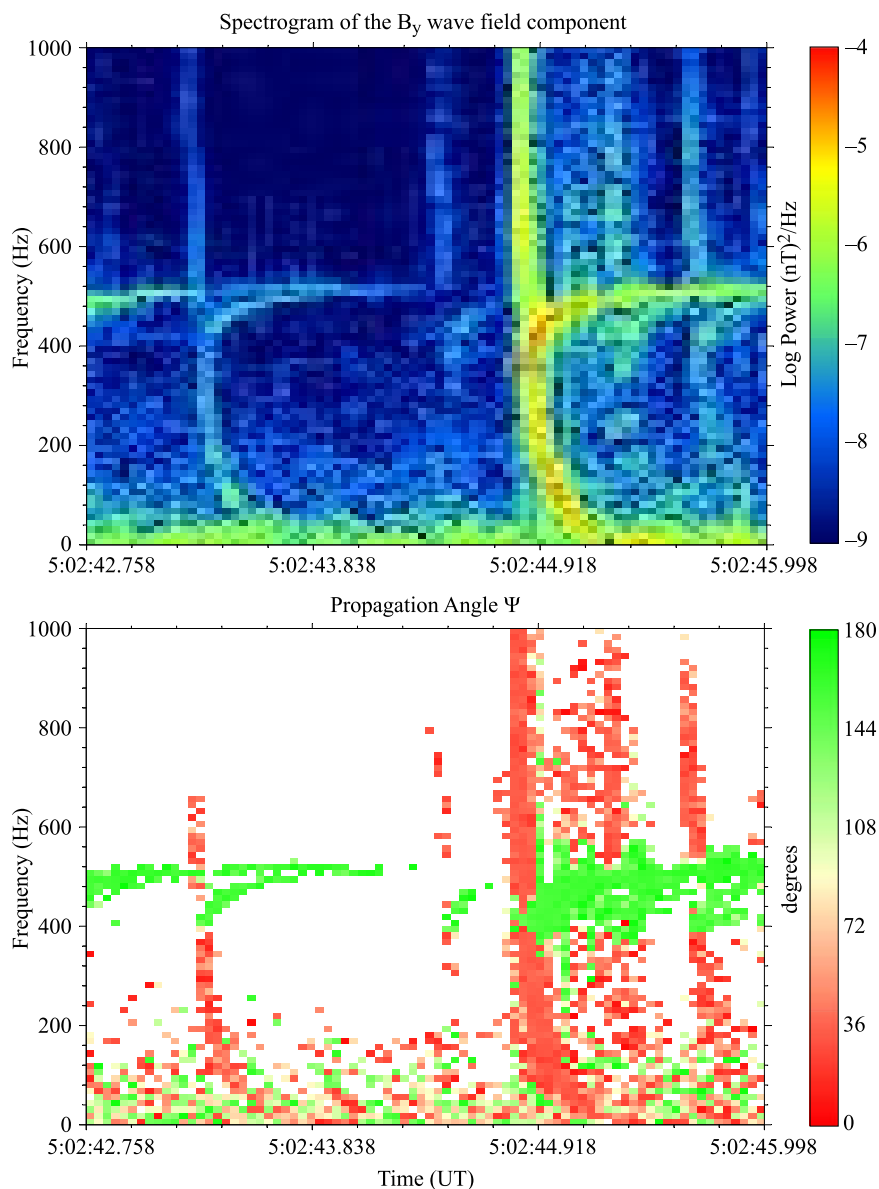 Spectrogram of the By wave field component
1000
800
600
400
200
0
Frequency (Hz)
5:02:42.758 5:02:43.838 5:02:44.918 5:02:45.998
–4
–5
–6
–7
–8
–9
Log Power (nT)²/Hz
Propagation Angle Ψ
1000
800
600
400
200
0
Frequency (Hz)
5:02:42.758 5:02:43.838 5:02:44.918 5:02:45.998
Time (UT)
180
144
108
72
36
0
degrees